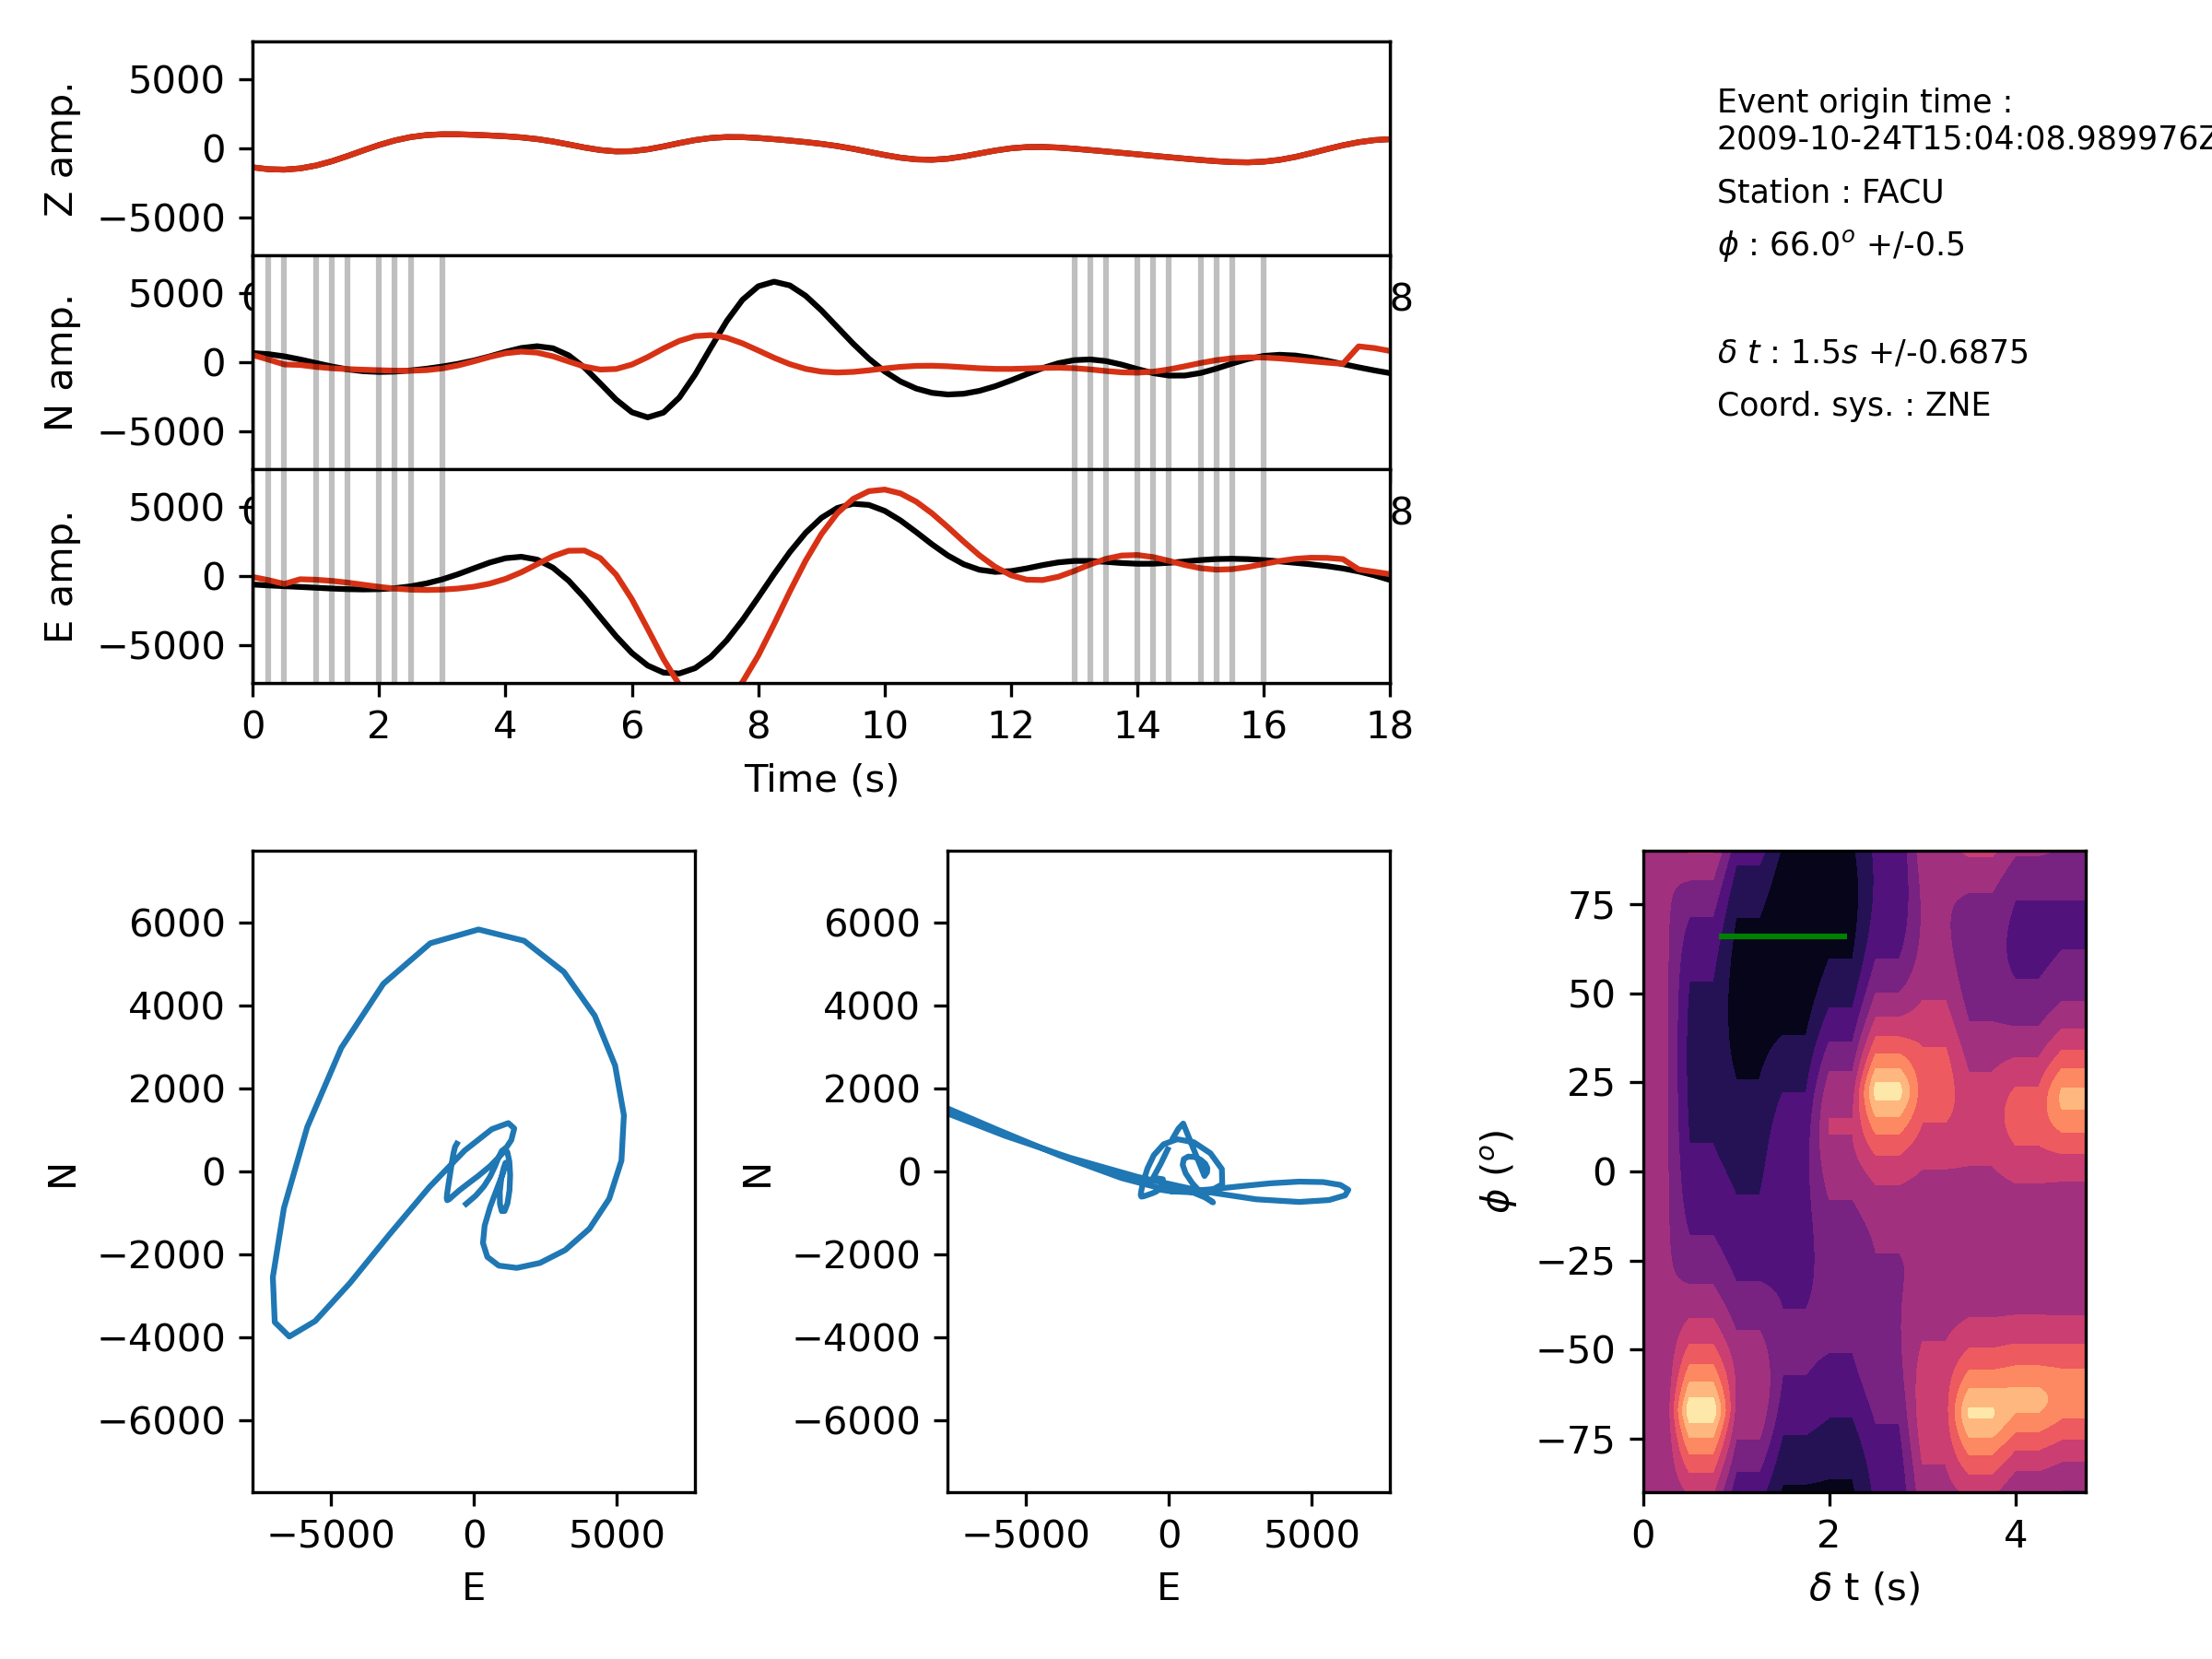 Z amp.
5000
0
−5000
N amp.
5000
0
−5000
8
E amp.
5000
0
−5000
8
0 2 4 6 8 10 12 14 16 18
Time (s)
Event origin time :
2009-10-24T15:04:08.989976Z
Station : FACU
ϕ : 66.0° +/-0.5
δ t : 1.5s +/-0.6875
Coord. sys. : ZNE
N
6000
4000
2000
0
−2000
−4000
−6000
−5000 0 5000
E
N
6000
4000
2000
0
−2000
−4000
−6000
−5000 0 5000
E
ϕ (°)
75
50
25
0
−25
−50
−75
0 2 4
δ t (s)